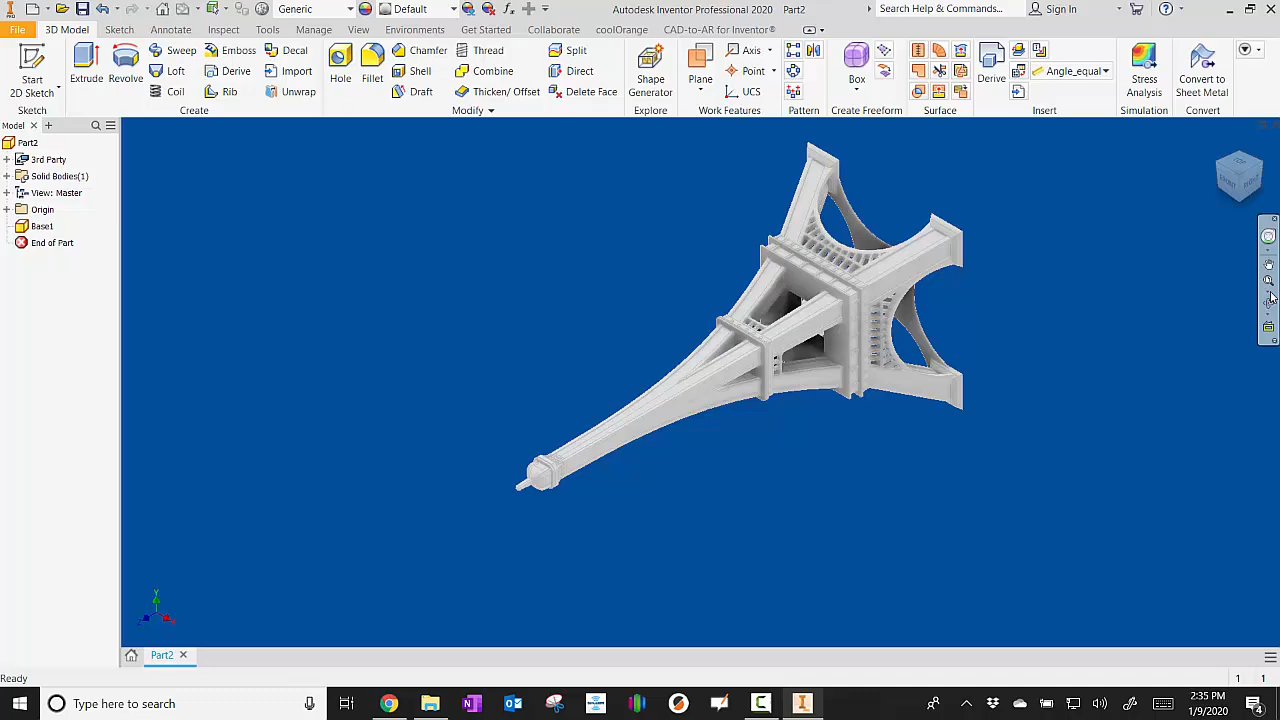 Generic Default Autodesk Inventor Professional 2020 Part2 Search Help & Commands... Sign In
File 3D Model Sketch Annotate Inspect Tools Manage View Environments Get Started Collaborate coolOrange CAD-to-AR for Inventor®
Start 2D Sketch
Sketch
Extrude Revolve Sweep Emboss Decal
Loft Derive Import
Coil Rib Unwrap
Create
Hole Fillet Chamfer Thread Split
Shell Combine Direct
Draft Thicken/ Offset Delete Face
Modify
Shape Generator
Explore
Plane Axis
Point
UCS
Work Features
Pattern
Box
Create Freeform
Surface
Derive Angle_equal
Insert
Stress Analysis
Simulation
Convert to Sheet Metal
Convert
Model
Part2
3rd Party
Solid Bodies(1)
View: Master
Origin
Base1
End of Part
Y
Part2
Ready 1 1
Type here to search
2:35 PM
1/9/2020
4